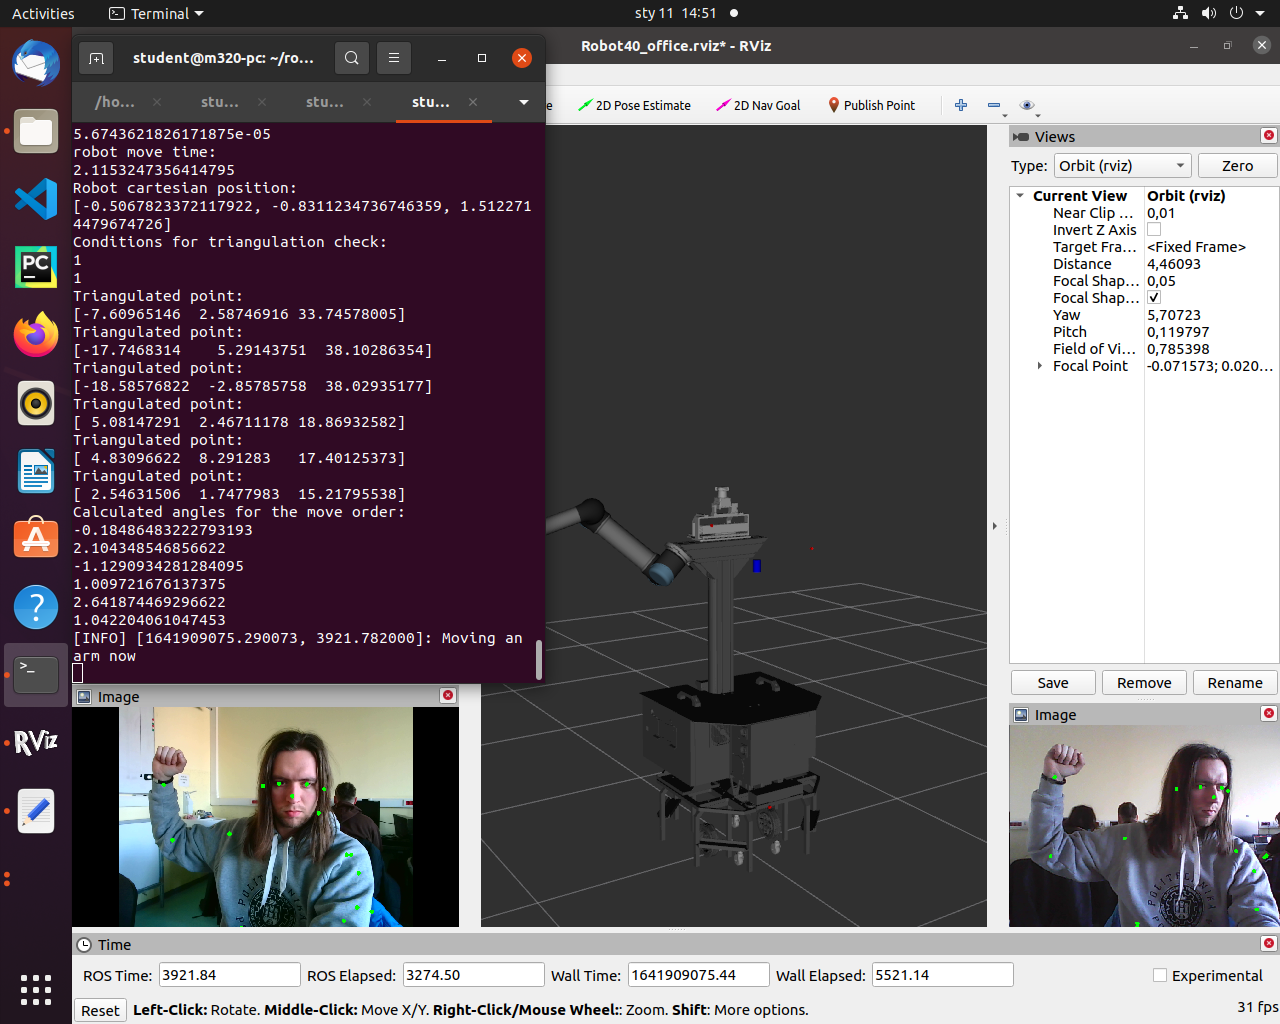 Activities
Terminal
sty 11 14:51
student@m320-pc: ~/ro...
Robot40_office.rviz* - RViz
/ho...
stu...
stu...
stu...
2D Pose Estimate
2D Nav Goal
Publish Point
5.6743621826171875e-05
robot move time:
2.1153247356414795
Robot cartesian position:
[-0.5067823372117922, -0.8311234736746359, 1.512271
4479674726]
Conditions for triangulation check:
1
1
Triangulated point:
[-7.60965146  2.58746916 33.74578005]
Triangulated point:
[-17.7468314    5.29143751  38.10286354]
Triangulated point:
[-18.58576822  -2.85785758  38.02935177]
Triangulated point:
[ 5.08147291  2.46711178 18.86932582]
Triangulated point:
[ 4.83096622  8.291283   17.40125373]
Triangulated point:
[ 2.54631506  1.7477983  15.21795538]
Calculated angles for the move order:
-0.18486483222793193
2.104348546856622
-1.1290934281284095
1.009721676137375
2.641874469296622
1.042204061047453
[INFO] [1641909075.290073, 3921.782000]: Moving an
arm now
Views
Type: Orbit (rviz)
Zero
Current View Orbit (rviz)
Near Clip ... 0,01
Invert Z Axis
Target Fra... <Fixed Frame>
Distance 4,46093
Focal Shap... 0,05
Focal Shap... ✓
Yaw 5,70723
Pitch 0,119797
Field of Vi... 0,785398
Focal Point -0.071573; 0.020...
Save
Remove
Rename
Image
Image
POLITECHNIKA
Time
ROS Time: 3921.84
ROS Elapsed: 3274.50
Wall Time: 1641909075.44
Wall Elapsed: 5521.14
Experimental
Reset
Left-Click: Rotate. Middle-Click: Move X/Y. Right-Click/Mouse Wheel:: Zoom. Shift: More options.
31 fps
PC
>_
RViz